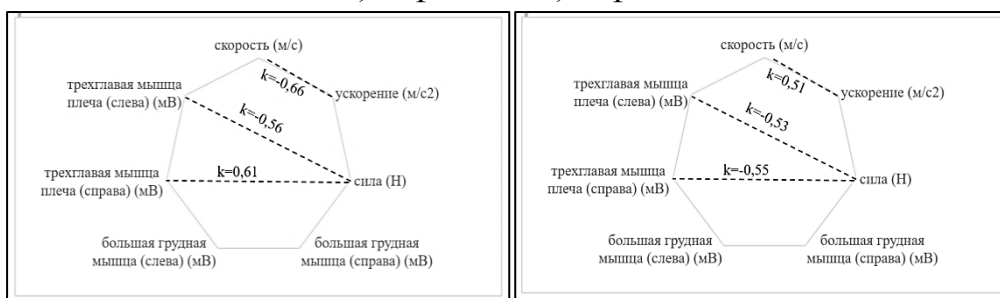 скорость (м/с)
k=-0,66
трехглавая мышца
плеча (слева) (мВ)
ускорение (м/с2)
k=-0,56
трехглавая мышца
плеча (справа) (мВ)
k=0,61
сила (Н)
большая грудная
мышца (слева) (мВ)
большая грудная
мышца (справа) (мВ)
скорость (м/с)
k=0,51
трехглавая мышца
плеча (слева) (мВ)
ускорение (м/с2)
k=-0,53
трехглавая мышца
плеча (справа) (мВ)
k=-0,55
сила (Н)
большая грудная
мышца (слева) (мВ)
большая грудная
мышца (справа) (мВ)